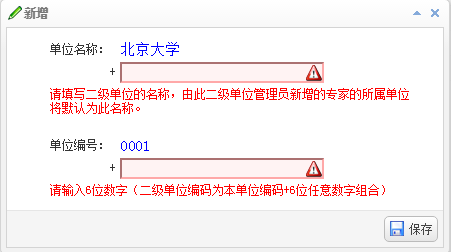 新增
单位名称： 北京大学
+
请填写二级单位的名称，由此二级单位管理员新增的专家的所属单位
将默认为此名称。
单位编号： 0001
+
请输入6位数字（二级单位编码为本单位编码+6位任意数字组合）
保存